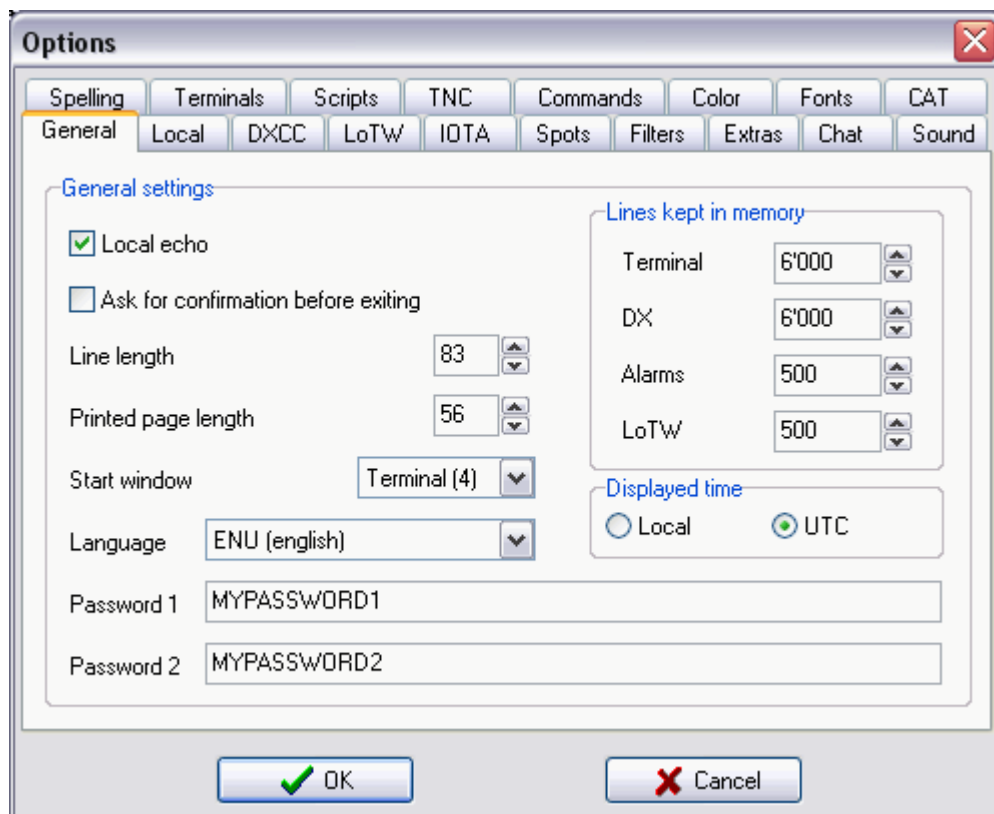 Options
Spelling Terminals Scripts TNC Commands Color Fonts CAT
General Local DXCC LoTW IOTA Spots Filters Extras Chat Sound
General settings
Local echo
Ask for confirmation before exiting
Line length 83
Printed page length 56
Start window Terminal (4)
Language ENU (english)
Lines kept in memory
Terminal 6'000
DX 6'000
Alarms 500
LoTW 500
Displayed time
Local UTC
Password 1 MYPASSWORD1
Password 2 MYPASSWORD2
OK Cancel